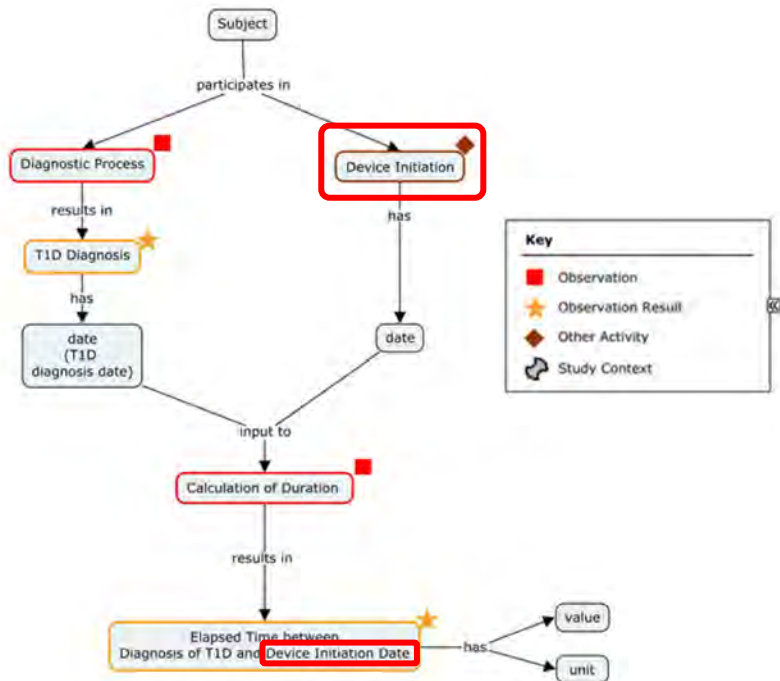 Subject
participates in
Diagnostic Process
Device Initiation
results in
has
T1D Diagnosis
has
date
(T1D
diagnosis date)
date
input to
Calculation of Duration
results in
Elapsed Time between
Diagnosis of T1D and Device Initiation Date
has
value
unit
Key
Observation
Observation Result
Other Activity
Study Context